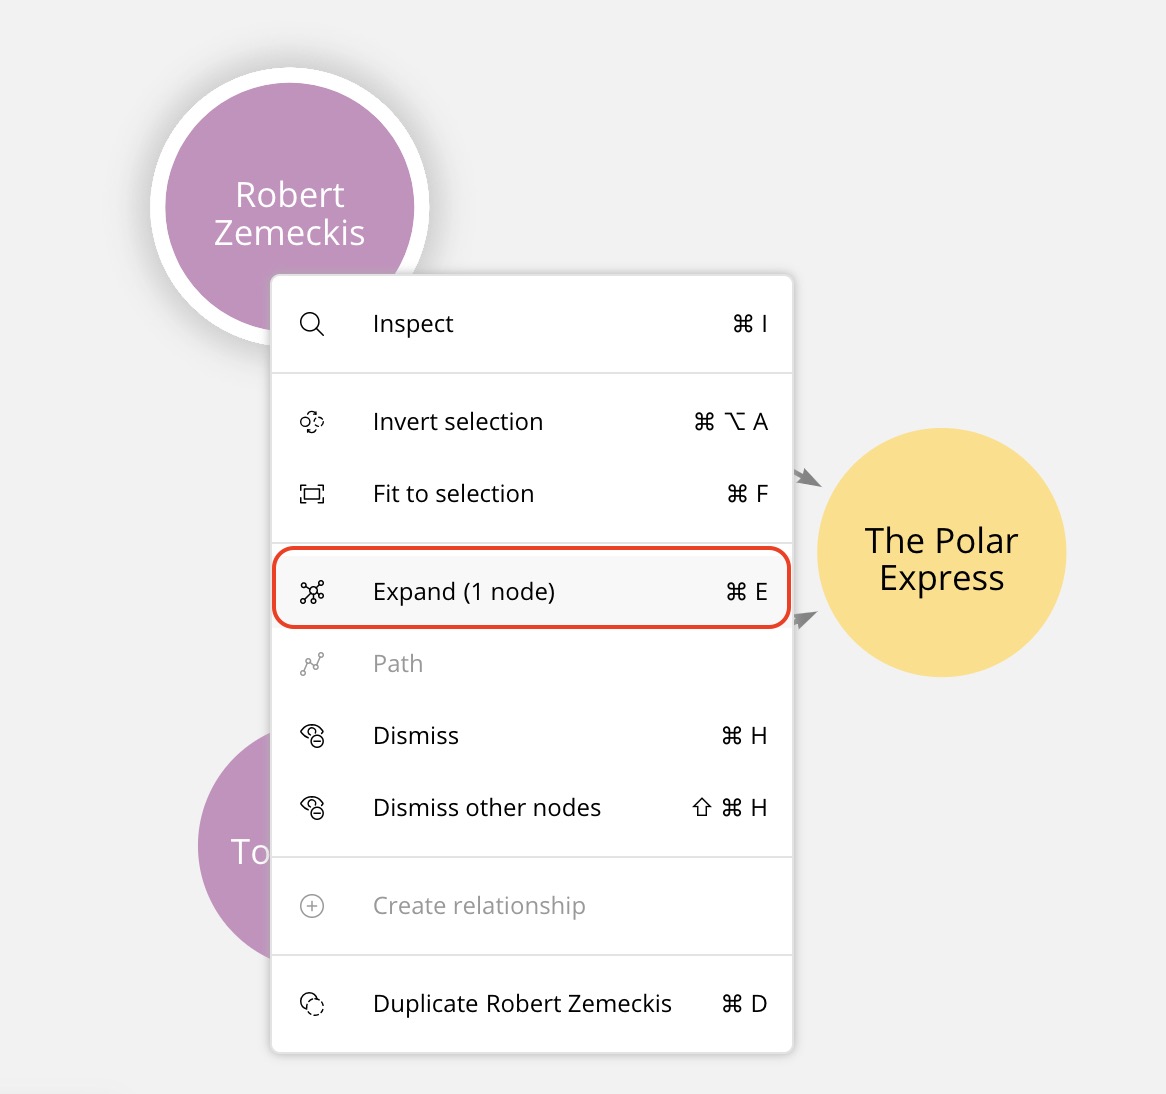 Robert
Zemeckis
Inspect ⌘ I
Invert selection ⌘ ⌥ A
Fit to selection ⌘ F
The Polar
Express
Expand (1 node) ⌘ E
Path
Dismiss ⌘ H
Dismiss other nodes ⇧ ⌘ H
To
Create relationship
Duplicate Robert Zemeckis ⌘ D